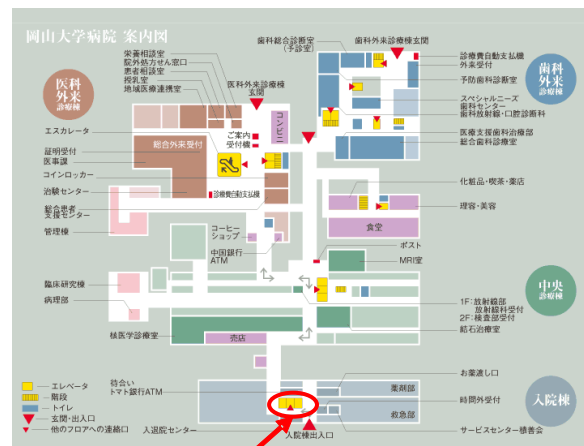 岡山大学病院 案内図
医科
外来
診療棟
栄養相談室
院外処方せん窓口
患者相談室
授乳室
地域医療連携室
医科外来診療棟
玄関
エスカレータ
証明受付
医事課
コインロッカー
治験センター
総合患者
支援センター
管理棟
総合外来受付
ご案内
受付機
コンビニ
診療費自動支払機
コーヒー
ショップ
中国銀行
ATM
歯科総合診断室
(予診室)
歯科外来診療棟玄関
診療費自動支払機
外来受付
予防歯科診断室
スペシャルニーズ
歯科センター
歯科放射線・口腔診断科
医療支援歯科治療部
総合歯科診療室
歯科
外来
診療棟
化粧品・喫茶・薬店
理容・美容
食堂
ポスト
MRI室
臨床研究棟
病理部
核医学診療室
売店
1F:放射線部
放射線科受付
2F:検査部受付
結石治療室
中央
診療棟
待合い
トマト銀行ATM
入退院センター
入院棟出入口
お薬渡し口
薬剤部
時間外受付
救急部
サービスセンター積善会
入院棟
エレベータ
階段
トイレ
玄関・出入口
他のフロアへの連絡口